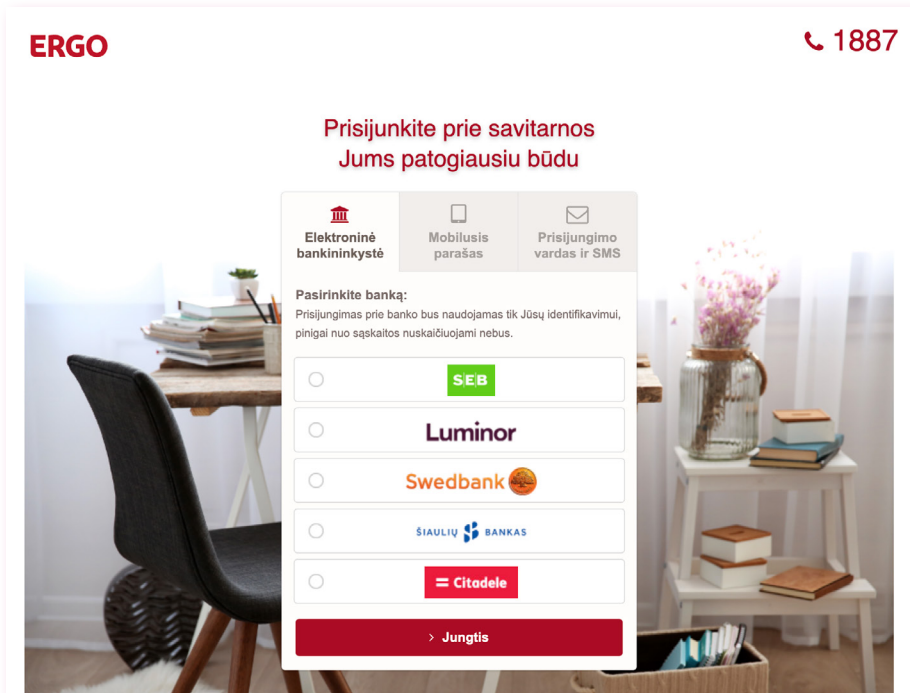 ERGO
1887
Prisijunkite prie savitarnos
Jums patogiausiu būdu
Elektroninė
bankininkystė
Mobilusis
parašas
Prisijungimo
vardas ir SMS
Pasirinkite banką:
Prisijungimas prie banko bus naudojamas tik Jūsų identifikavimui,
pinigai nuo sąskaitos nuskaičiuojami nebus.
SEB
Luminor
Swedbank
ŠIAULIŲ BANKAS
Citadele
› Jungtis